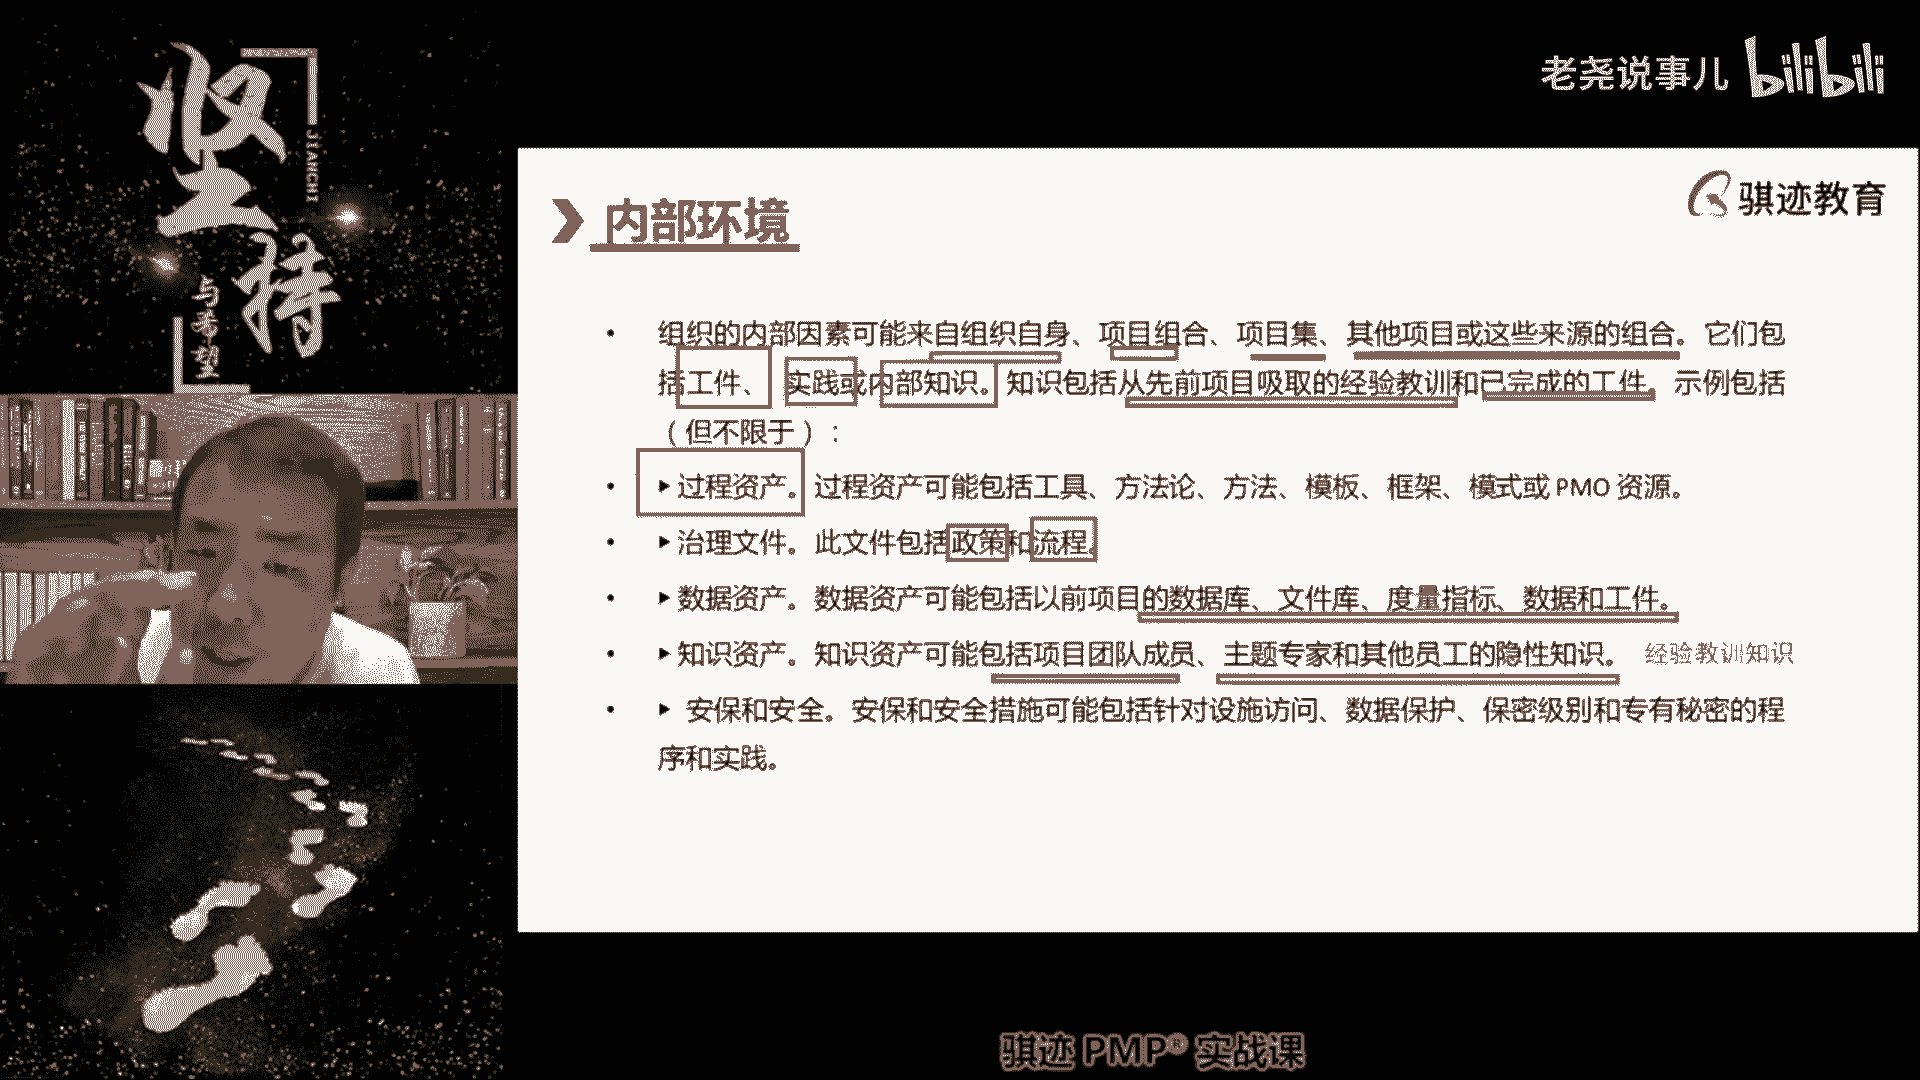 坚持
JIANCHI
与希望
老尧说事儿 bilibili
骐迹教育
内部环境
• 组织的内部因素可能来自组织自身、项目组合、项目集、其他项目或这些来源的组合。它们包
括工件、实践或内部知识。知识包括从先前项目吸取的经验教训和已完成的工件。示例包括
（但不限于）：
• ▶过程资产。过程资产可能包括工具、方法论、方法、模板、框架、模式或 PMO 资源。
• ▶治理文件。此文件包括政策和流程。
• ▶数据资产。数据资产可能包括以前项目的数据库、文件库、度量指标、数据和工件。
• ▶知识资产。知识资产可能包括项目团队成员、主题专家和其他员工的隐性知识。 经验教训知识
• ▶ 安保和安全。安保和安全措施可能包括针对设施访问、数据保护、保密级别和专有秘密的程
序和实践。
骐迹 PMP® 实战课